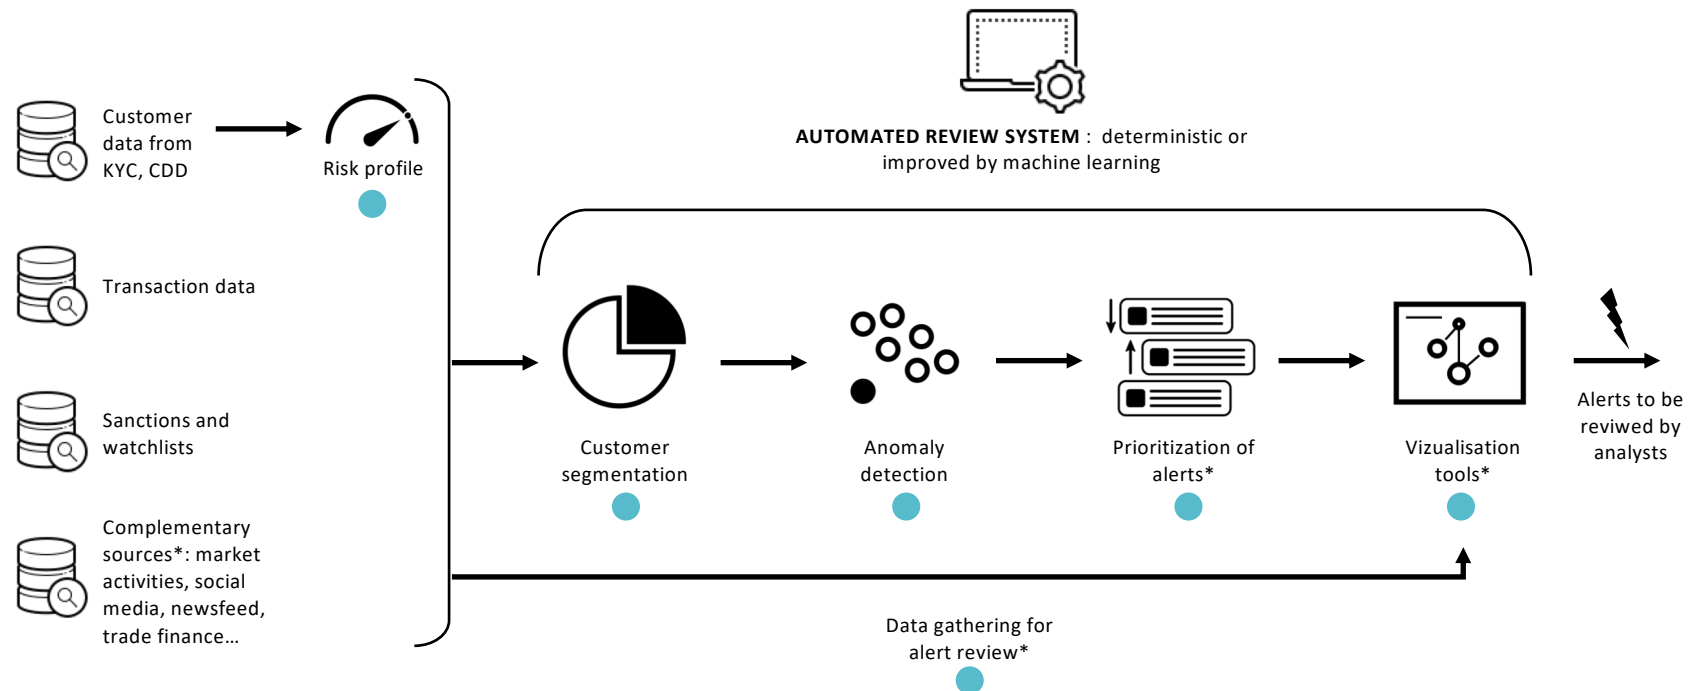 AUTOMATED REVIEW SYSTEM : deterministic or
improved by machine learning
Customer
data from
KYC, CDD
Risk profile
Transaction data
Sanctions and
watchlists
Complementary
sources*: market
activities, social
media, newsfeed,
trade finance…
Customer
segmentation
Anomaly
detection
Prioritization of
alerts*
Vizualisation
tools*
Alerts to be
reviwed by
analysts
Data gathering for
alert review*